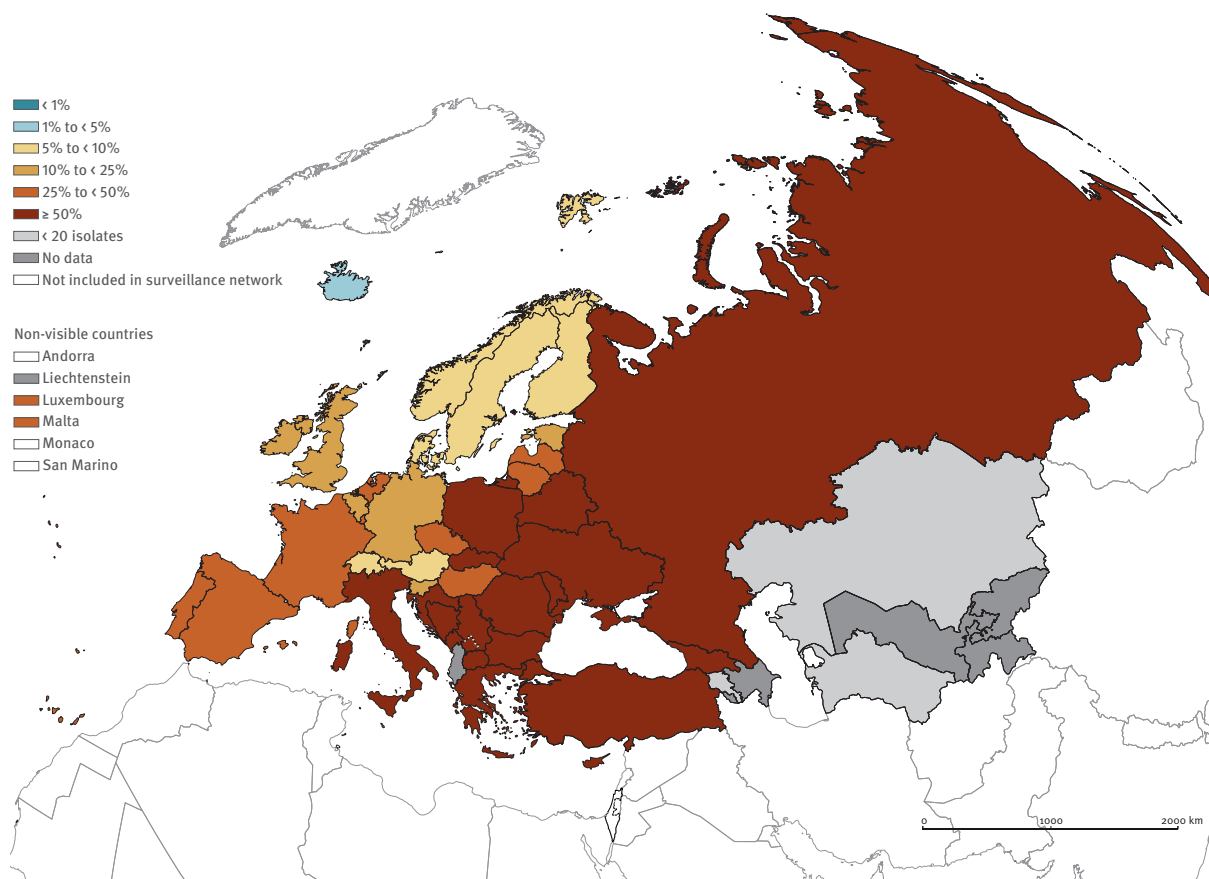 < 1%
1% to < 5%
5% to < 10%
10% to < 25%
25% to < 50%
≥ 50%
< 20 isolates
No data
Not included in surveillance network
Non-visible countries
Andorra
Liechtenstein
Luxembourg
Malta
Monaco
San Marino
0 1000 2000 km